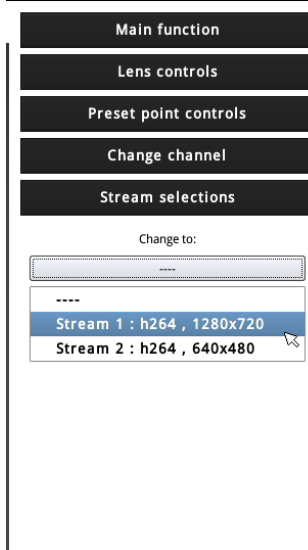 Main function
Lens controls
Preset point controls
Change channel
Stream selections
Change to:
----
----
Stream 1 : h264 , 1280x720
Stream 2 : h264 , 640x480